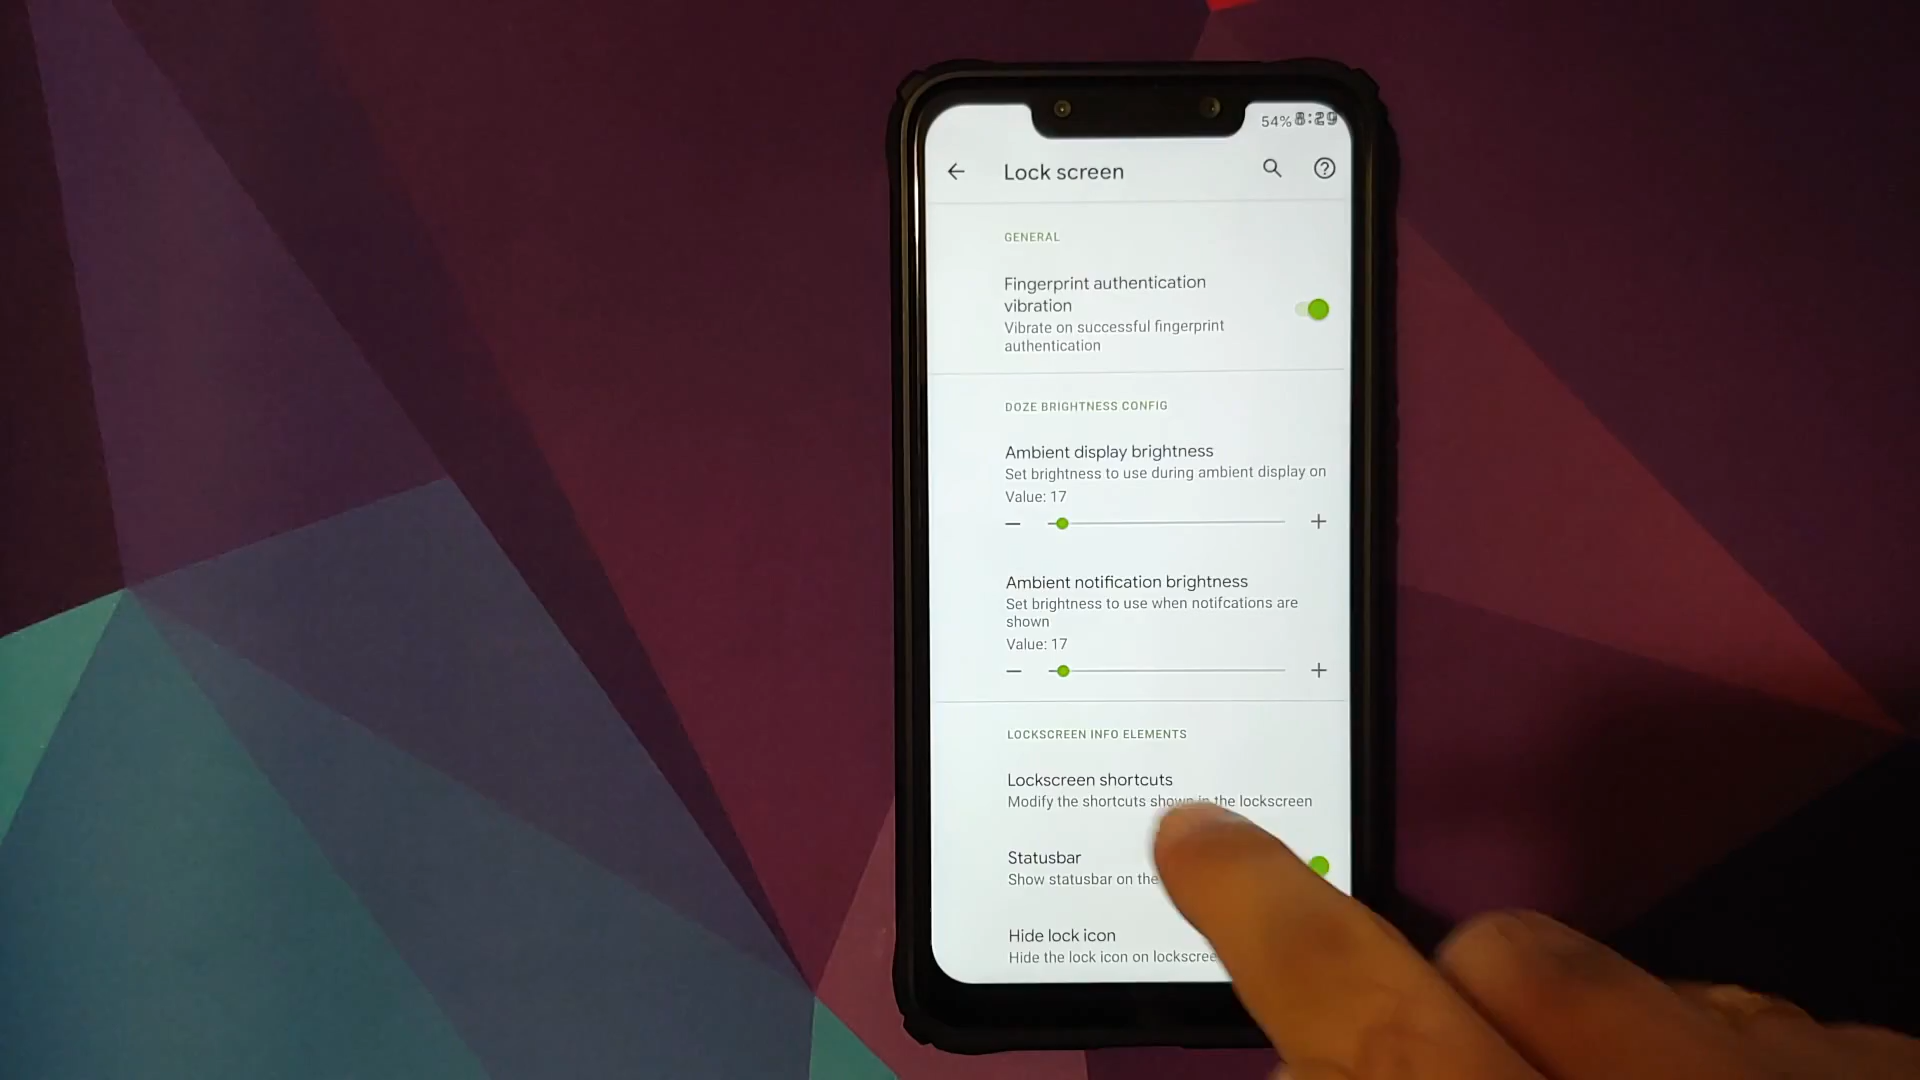 54% 8:29
Lock screen
GENERAL
Fingerprint authentication
vibration
Vibrate on successful fingerprint
authentication
DOZE BRIGHTNESS CONFIG
Ambient display brightness
Set brightness to use during ambient display on
Value: 17
Ambient notification brightness
Set brightness to use when notifcations are
shown
Value: 17
LOCKSCREEN INFO ELEMENTS
Lockscreen shortcuts
Modify the shortcuts shown in the lockscreen
Statusbar
Show statusbar on the
Hide lock icon
Hide the lock icon on lockscree